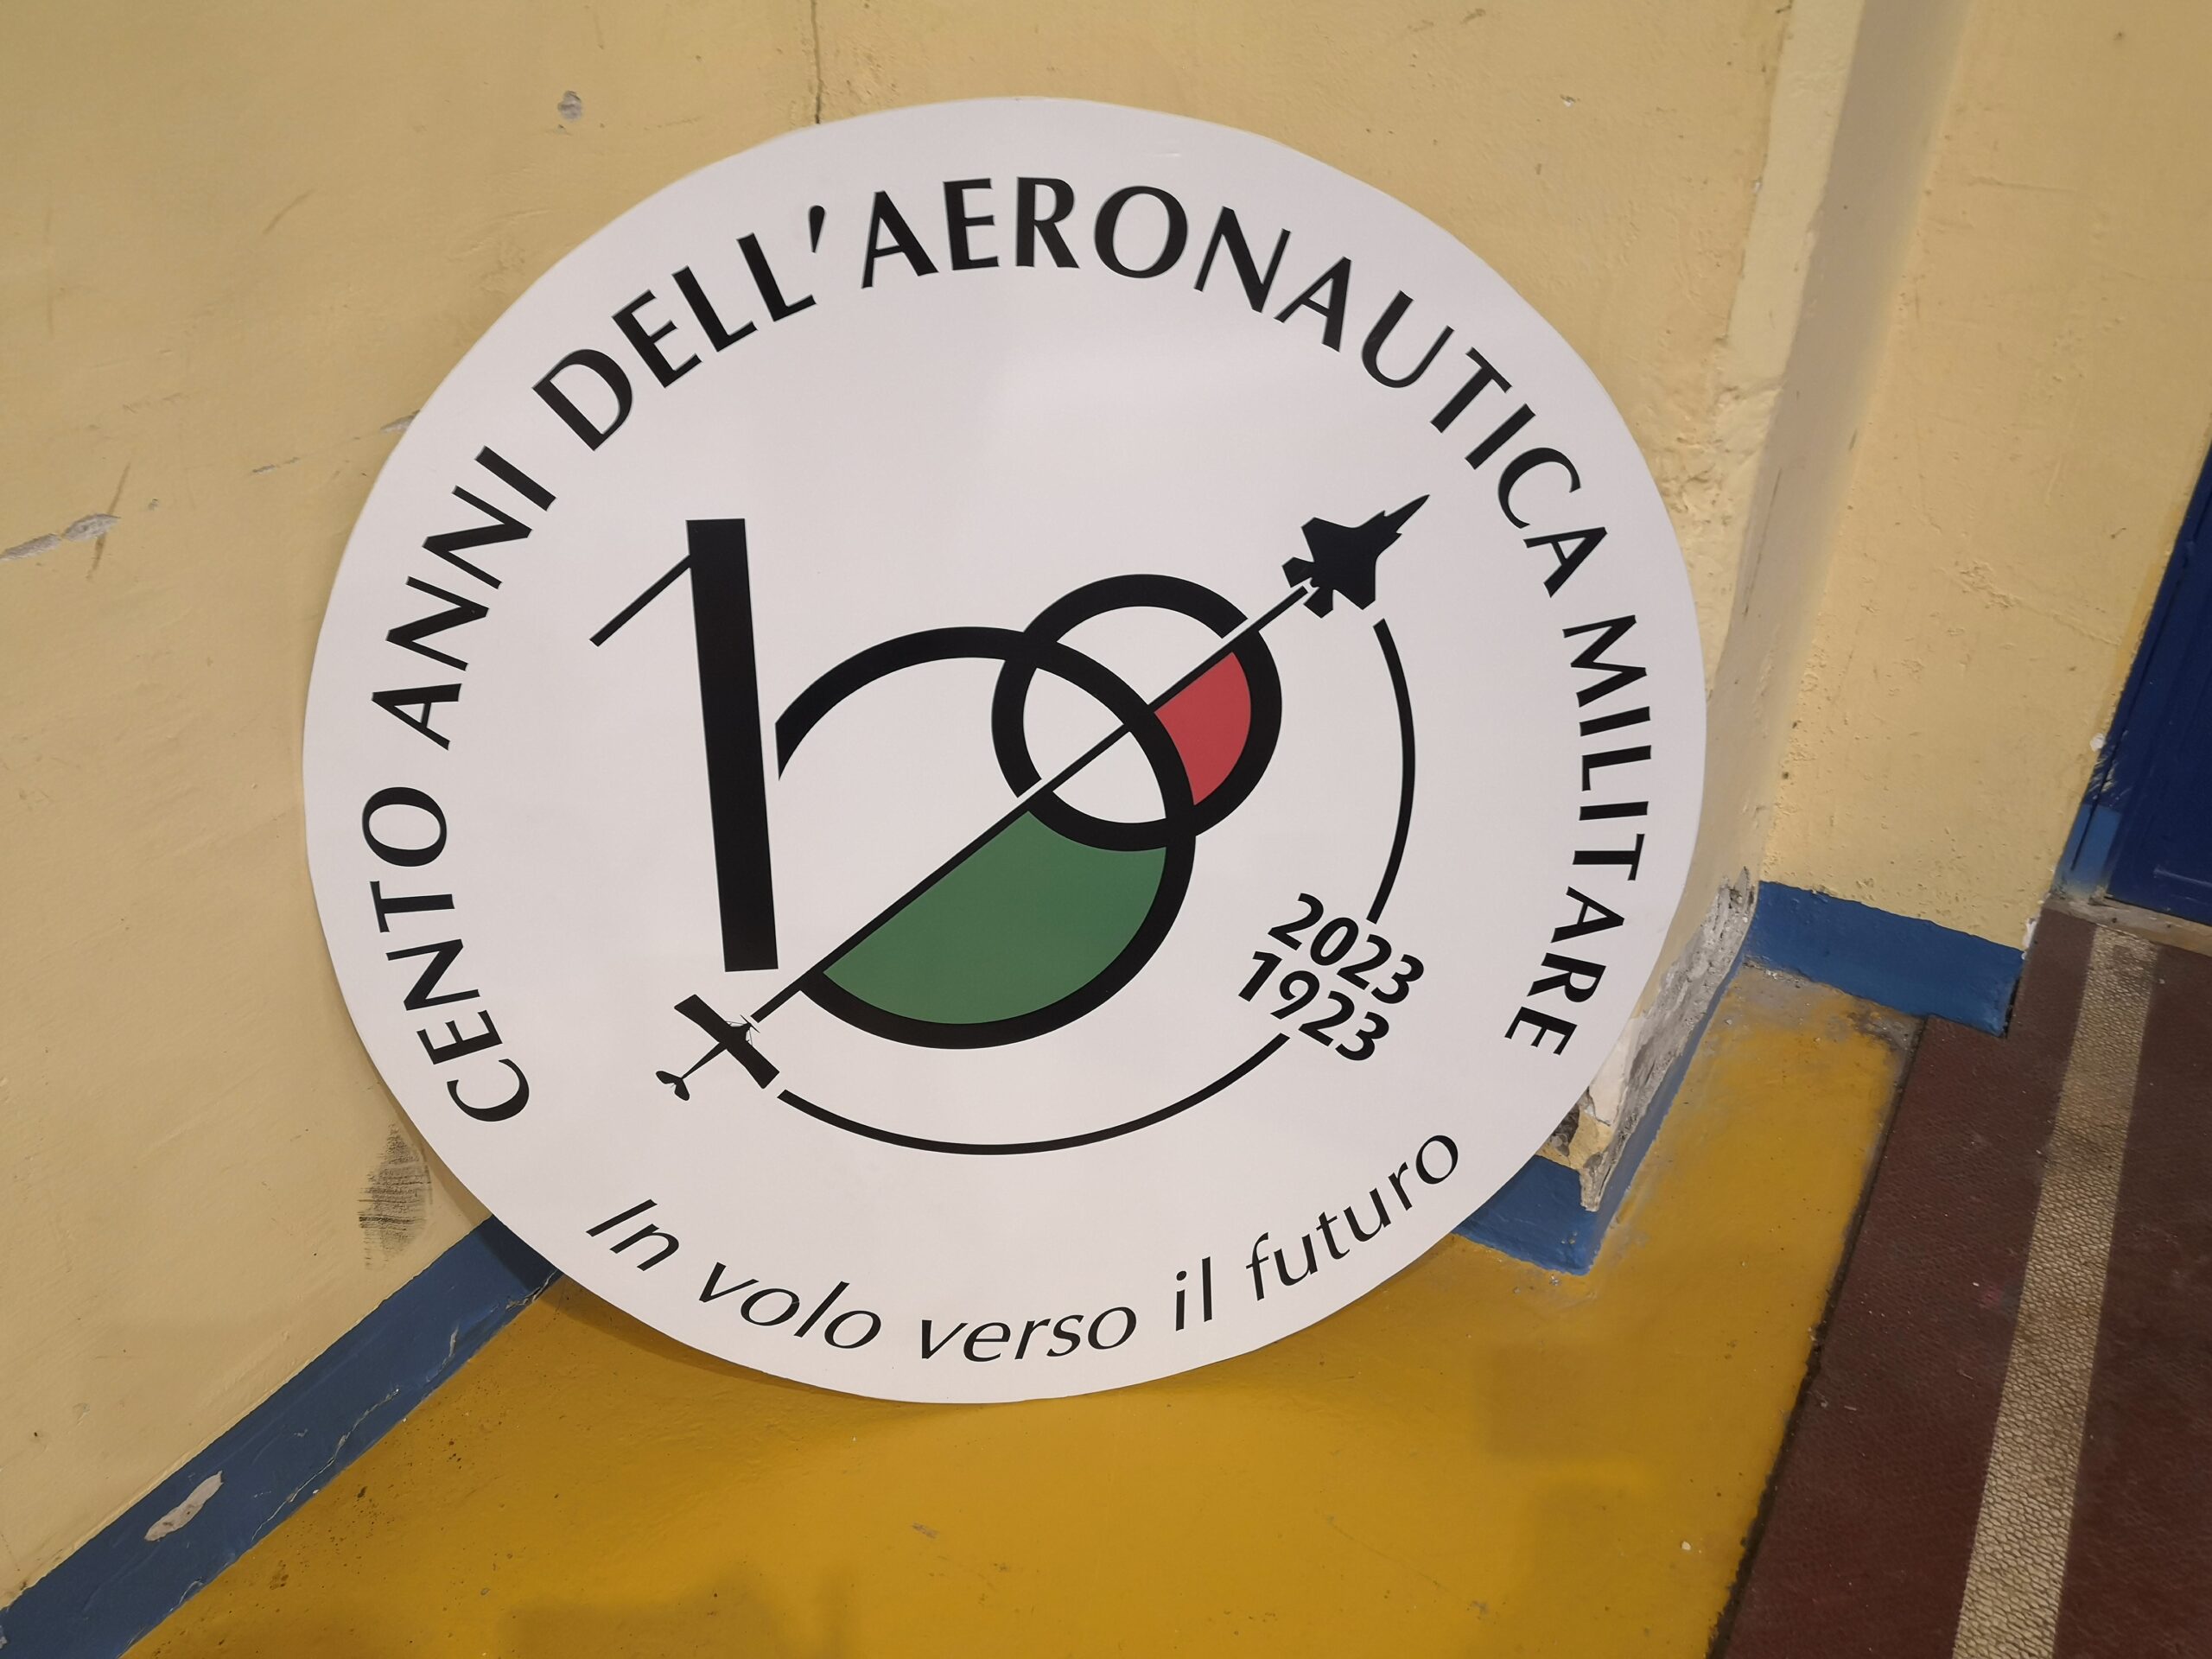 CENTO ANNI DELL'AERONAUTICA MILITARE
100
2023
1923
In volo verso il futuro